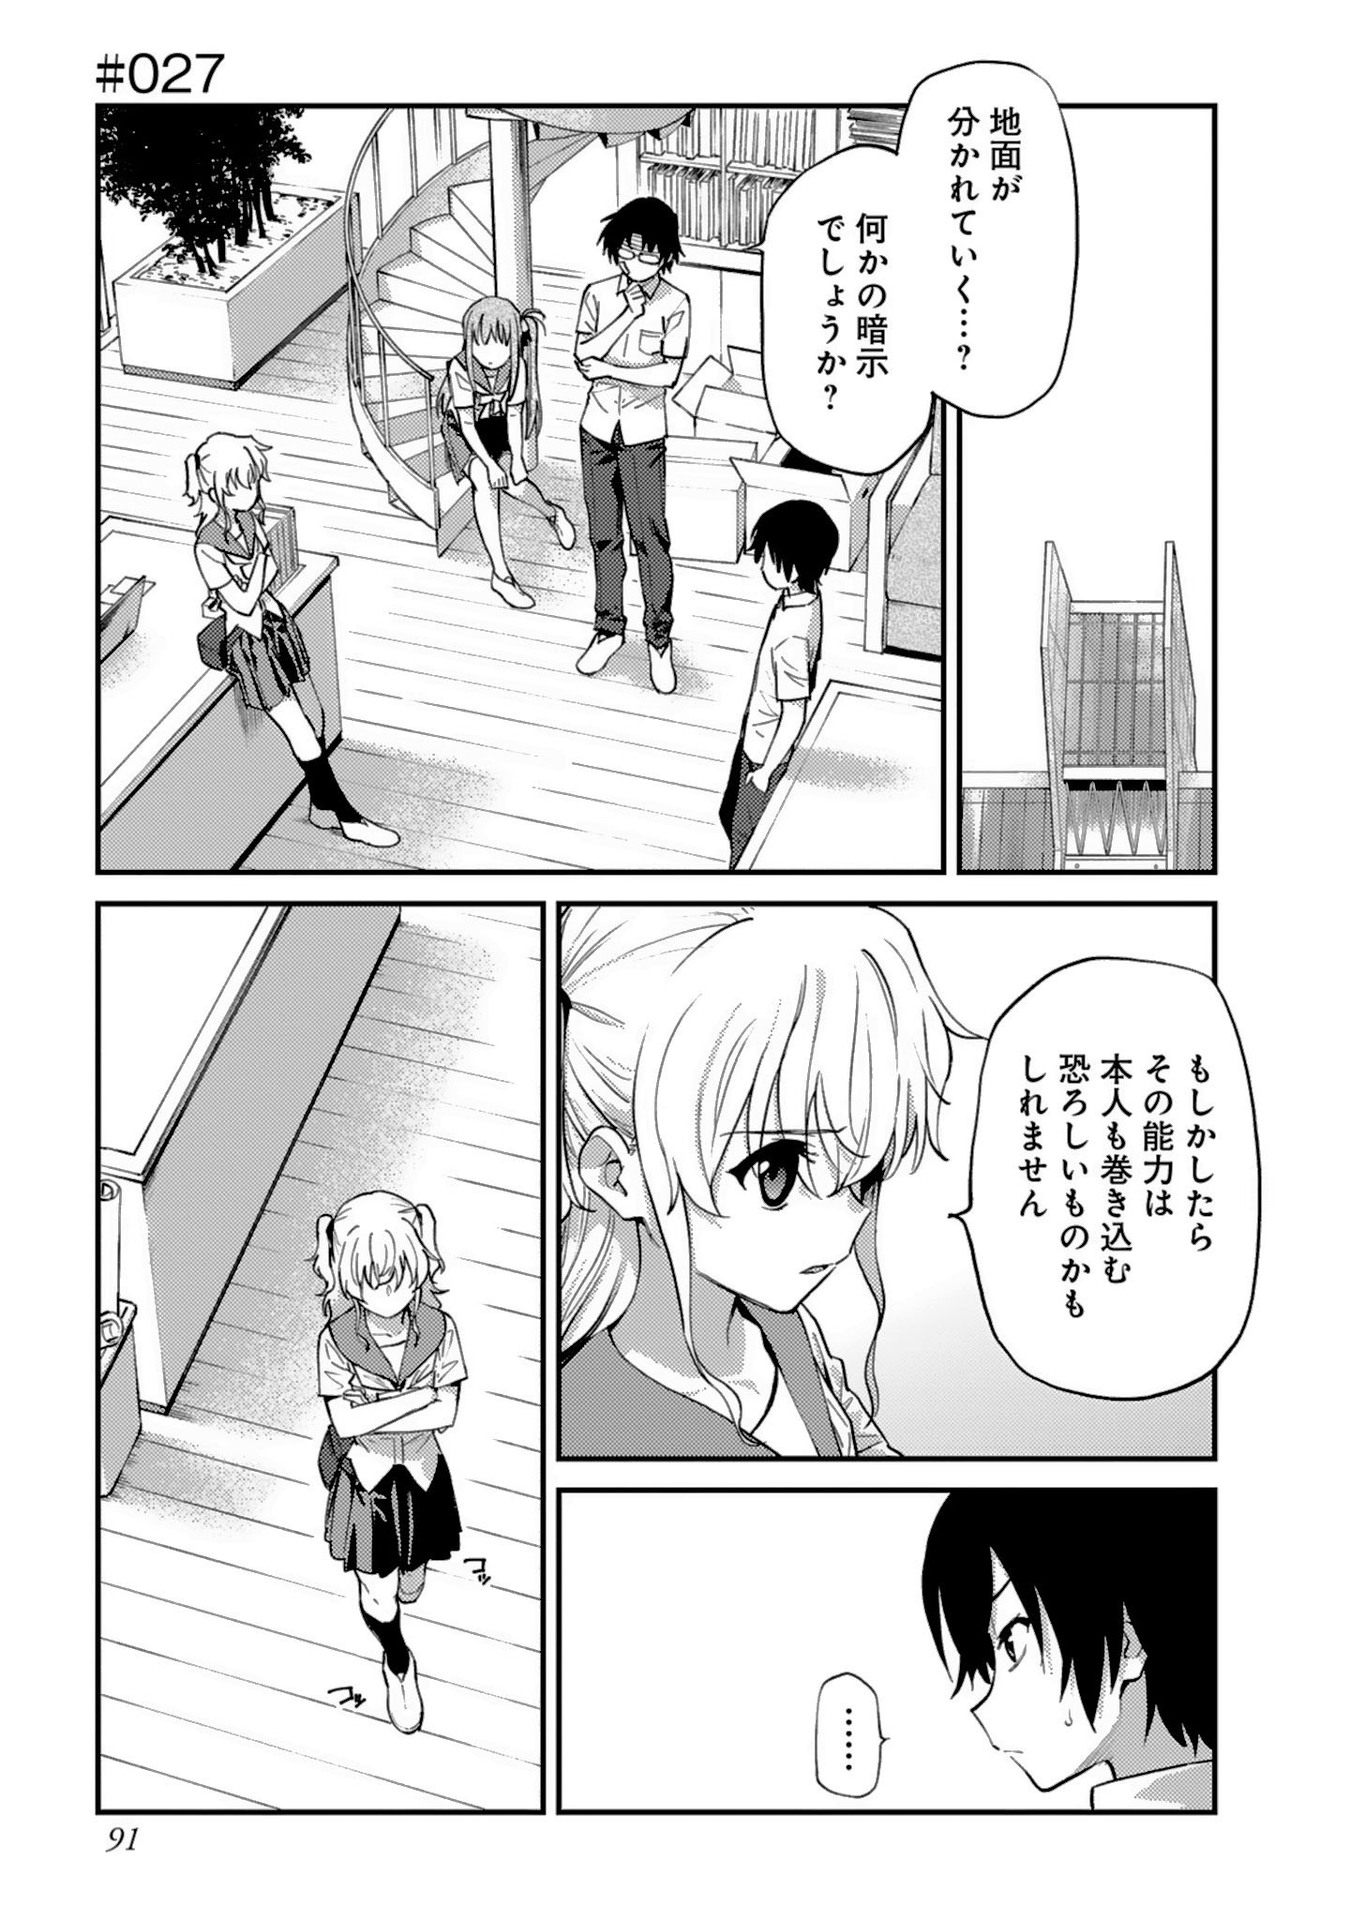 #027
地面が
分かれていく…？
何かの暗示
でしょうか？
もしかしたら
その能力は
本人も巻き込む
恐ろしいものかも
しれません
……
コッ
コッ
91